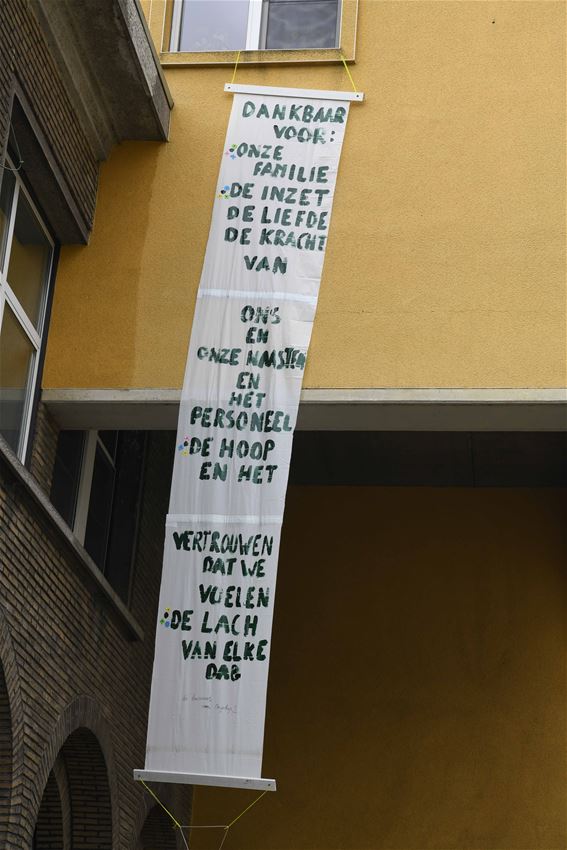 DANKBAAR
VOOR:
ONZE
FAMILIE
DE INZET
DE LIEFDE
DE KRACHT
VAN
ONS
EN
ONZE NAASTEN
EN
HET
PERSONEEL
DE HOOP
EN HET
VERTROUWEN
DAT WE
VOELEN
DE LACH
VAN ELKE
DAG